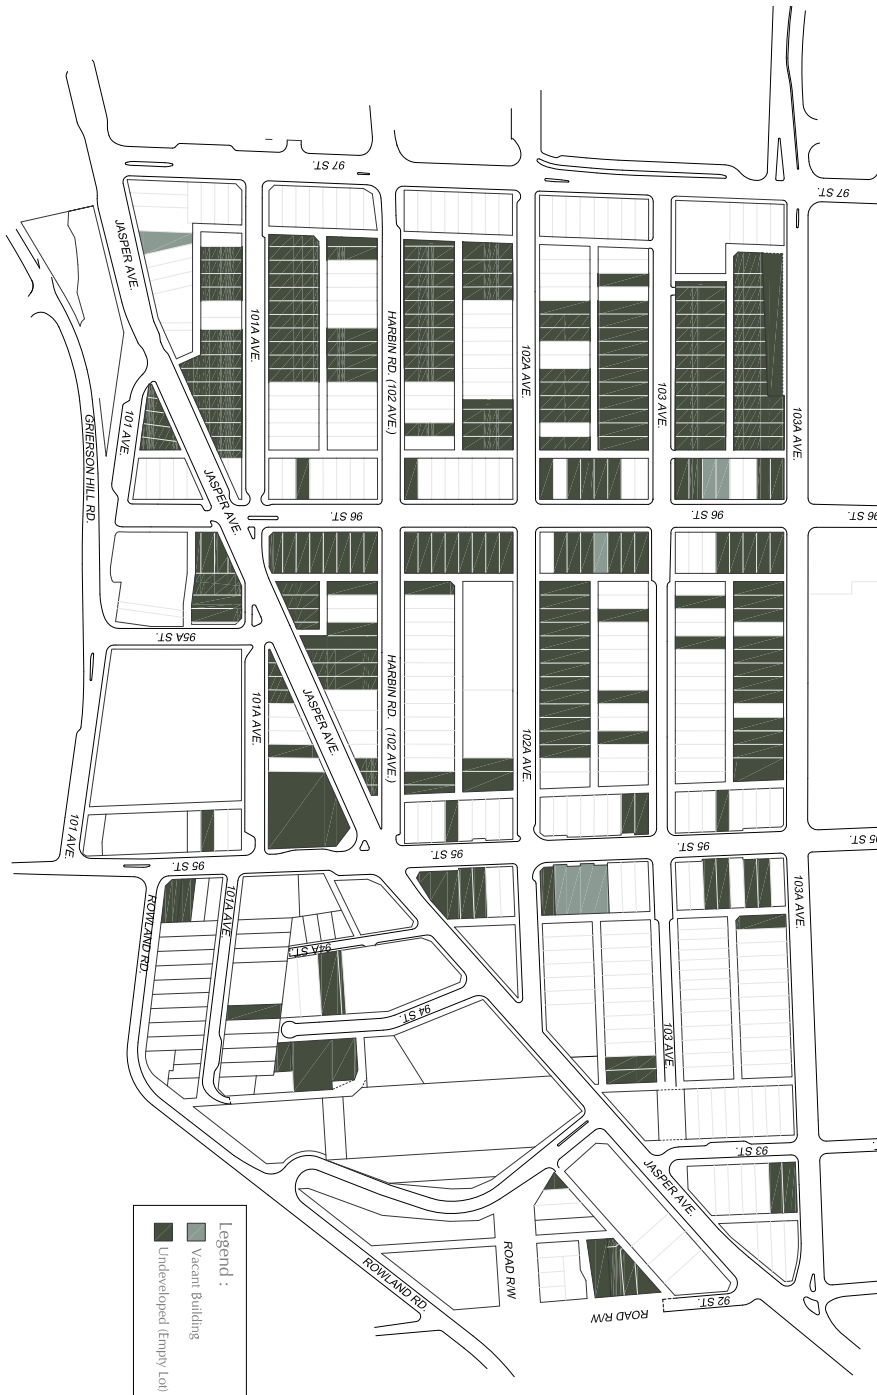 97 ST.
97 ST.
JASPER AVE.
101A AVE.
HARBIN RD. (102 AVE.)
102A AVE.
103 AVE.
103A AVE.
GRIERSON HILL RD.
101 AVE.
JASPER AVE.
96 ST.
96 ST.
96 ST
95A ST.
101A AVE.
JASPER AVE.
HARBIN RD. (102 AVE.)
102A AVE.
101 AVE.
95 ST.
95 ST.
95 ST.
95 ST
ROWLAND RD.
101A AVE.
103A AVE.
94A ST.
94 ST.
103 AVE.
93 ST.
JASPER AVE.
ROAD R/W
ROWLAND RD.
ROAD R/W
92 ST.
Legend :
Vacant Building
Undeveloped (Empty Lot)